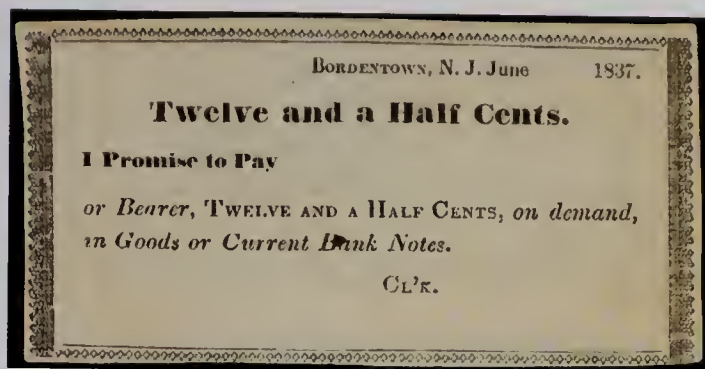 BORDENTOWN, N. J. June 1837.
Twelve and a Half Cents.
I Promise to Pay
or Bearer, TWELVE AND A HALF CENTS, on demand,
in Goods or Current Bank Notes.
CL'K.